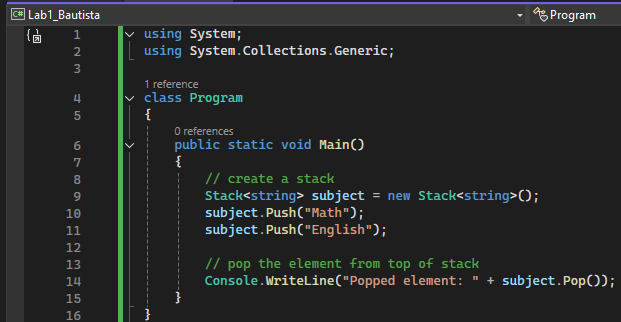 C# Lab1_Bautista Program
1 using System;
2 using System.Collections.Generic;
3
1 reference
4 class Program
5 {
0 references
6 public static void Main()
7 {
8 // create a stack
9 Stack<string> subject = new Stack<string>();
10 subject.Push("Math");
11 subject.Push("English");
12
13 // pop the element from top of stack
14 Console.WriteLine("Popped element: " + subject.Pop());
15 }
16 }